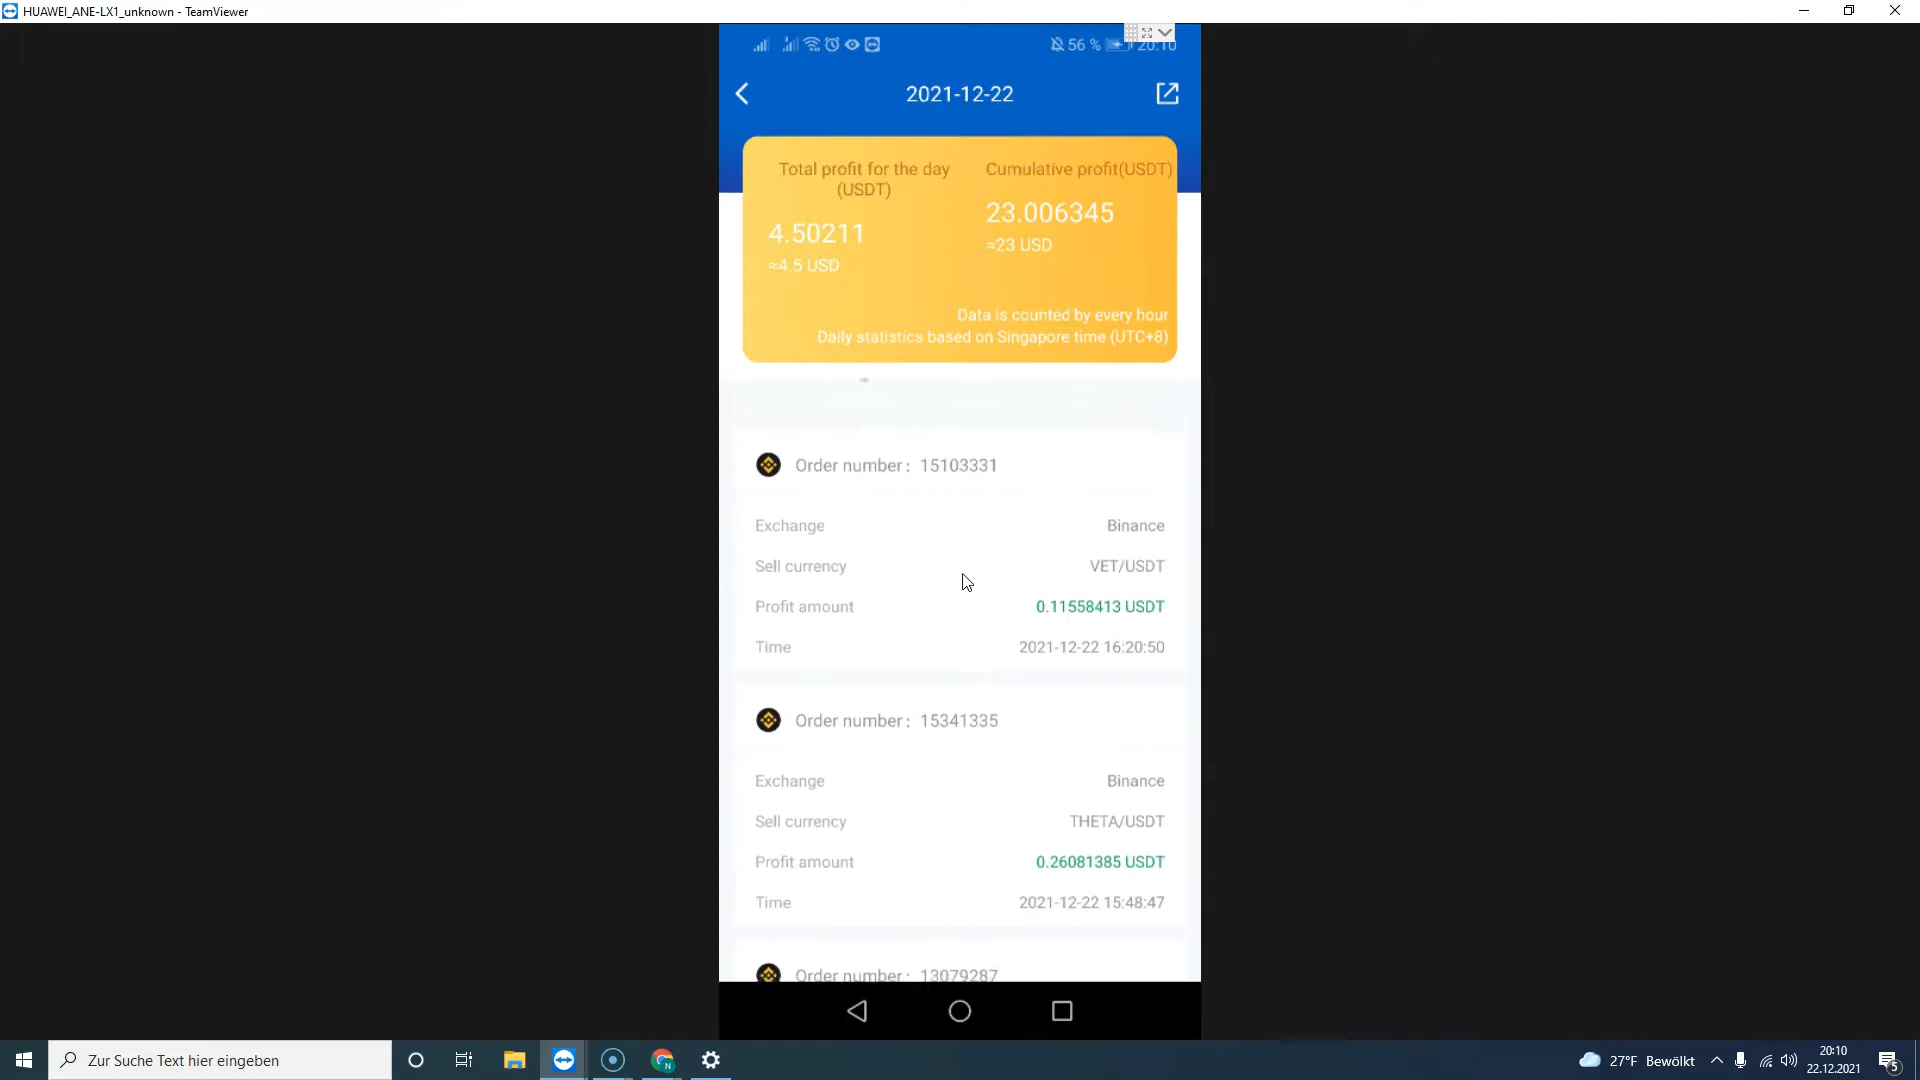 HUAWEI_ANE-LX1_unknown - TeamViewer
56 % 20:10
2021-12-22
Total profit for the day (USDT)
4.50211
≈4.5 USD
Cumulative profit(USDT)
23.006345
≈23 USD
Data is counted by every hour
Daily statistics based on Singapore time (UTC+8)
Order number: 15103331
Exchange Binance
Sell currency VET/USDT
Profit amount 0.11558413 USDT
Time 2021-12-22 16:20:50
Order number: 15341335
Exchange Binance
Sell currency THETA/USDT
Profit amount 0.26081385 USDT
Time 2021-12-22 15:48:47
Order number: 13079287
Zur Suche Text hier eingeben
N
27°F Bewölkt
20:10
22.12.2021
5